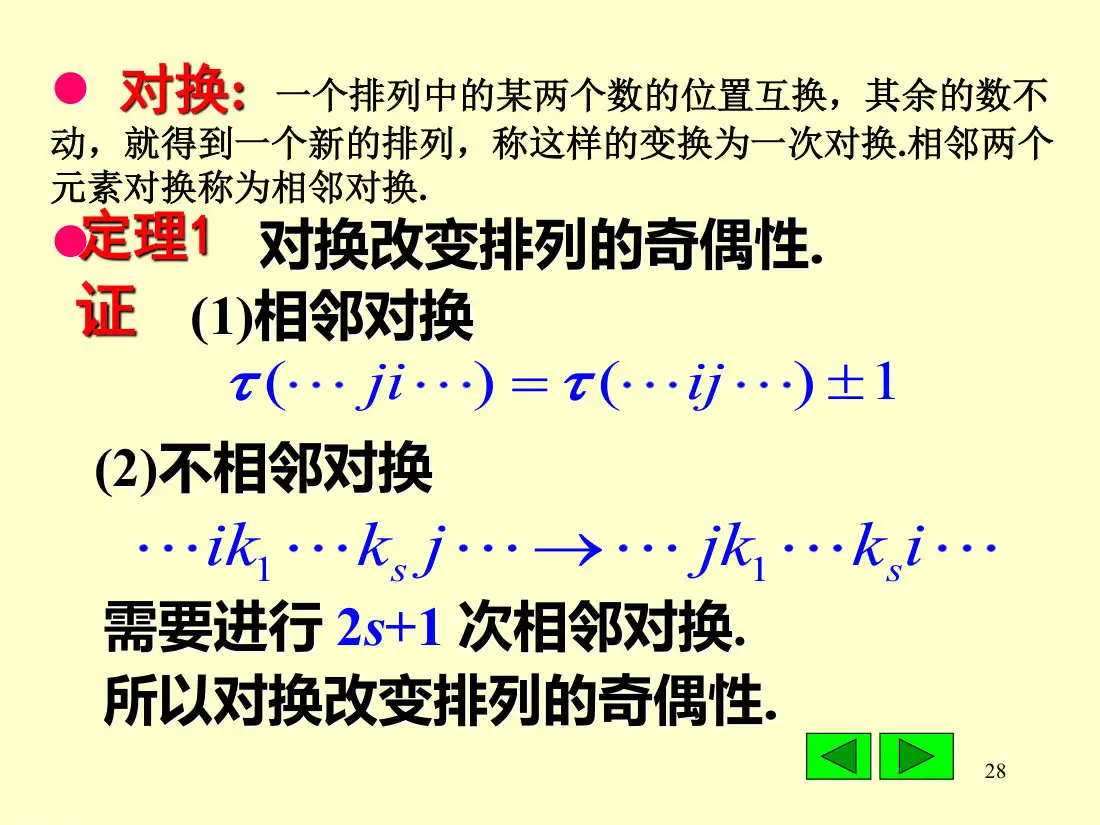 ● 对换: 一个排列中的某两个数的位置互换，其余的数不
动，就得到一个新的排列，称这样的变换为一次对换.相邻两个
元素对换称为相邻对换.
●定理1 对换改变排列的奇偶性.
证 (1)相邻对换
τ(⋯ ji⋯) = τ(⋯ij⋯) ± 1
(2)不相邻对换
⋯ik₁⋯kₛj⋯→⋯jk₁⋯kₛi⋯
需要进行 2s+1 次相邻对换.
所以对换改变排列的奇偶性.
28